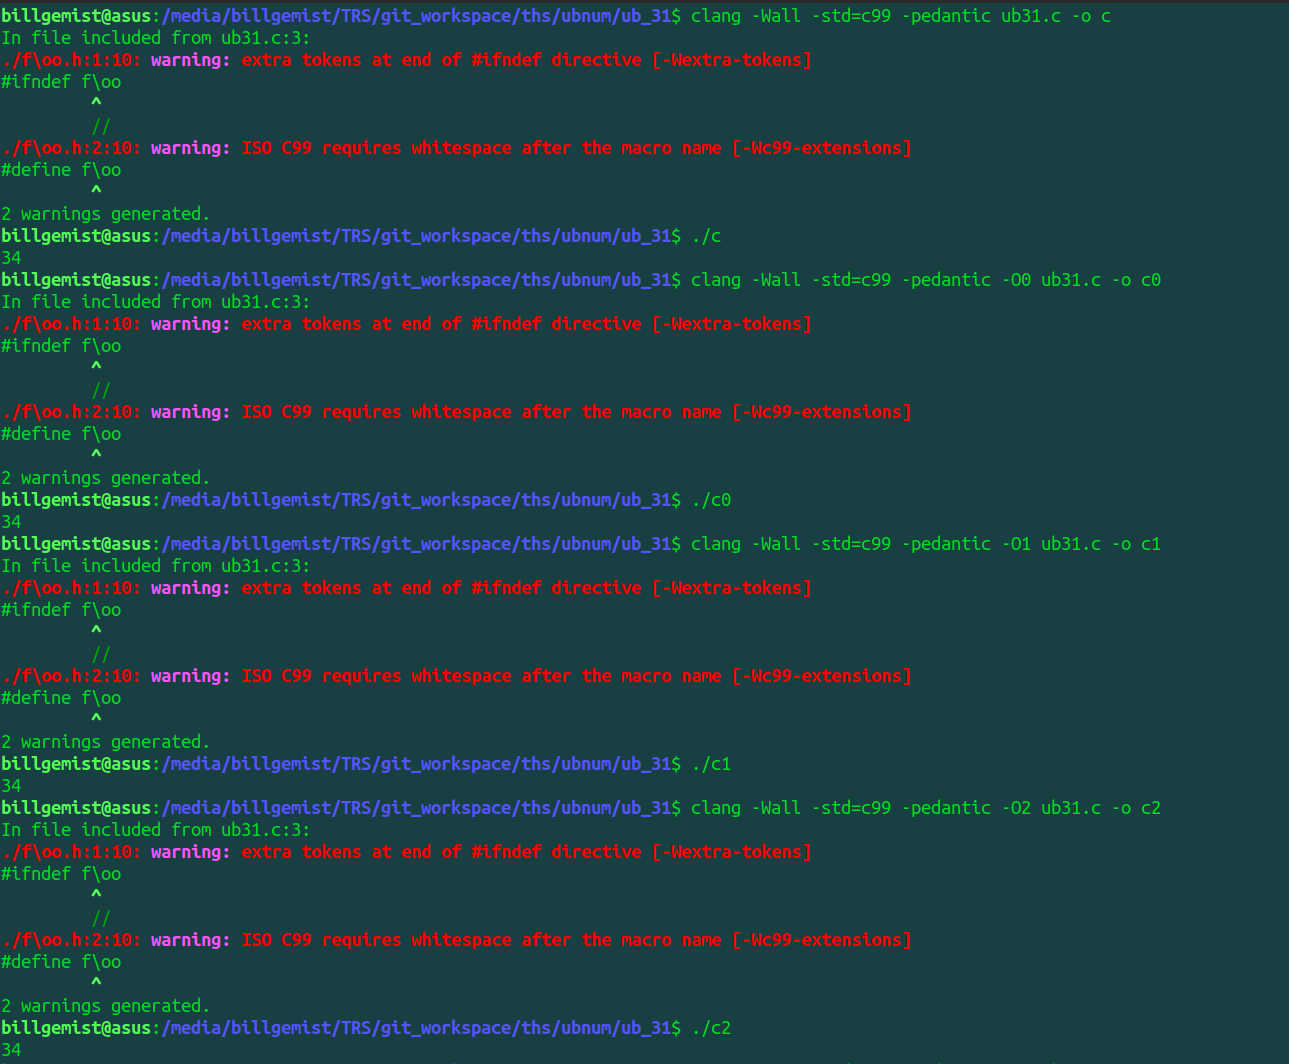 billgemist@asus:/media/billgemist/TRS/git_workspace/ths/ubnum/ub_31$ clang -Wall -std=c99 -pedantic ub31.c -o c
In file included from ub31.c:3:
./f\oo.h:1:10: warning: extra tokens at end of #ifndef directive [-Wextra-tokens]
#ifndef f\oo
         ^
         //
./f\oo.h:2:10: warning: ISO C99 requires whitespace after the macro name [-Wc99-extensions]
#define f\oo
         ^
2 warnings generated.
billgemist@asus:/media/billgemist/TRS/git_workspace/ths/ubnum/ub_31$ ./c
34
billgemist@asus:/media/billgemist/TRS/git_workspace/ths/ubnum/ub_31$ clang -Wall -std=c99 -pedantic -O0 ub31.c -o c0
In file included from ub31.c:3:
./f\oo.h:1:10: warning: extra tokens at end of #ifndef directive [-Wextra-tokens]
#ifndef f\oo
         ^
         //
./f\oo.h:2:10: warning: ISO C99 requires whitespace after the macro name [-Wc99-extensions]
#define f\oo
         ^
2 warnings generated.
billgemist@asus:/media/billgemist/TRS/git_workspace/ths/ubnum/ub_31$ ./c0
34
billgemist@asus:/media/billgemist/TRS/git_workspace/ths/ubnum/ub_31$ clang -Wall -std=c99 -pedantic -O1 ub31.c -o c1
In file included from ub31.c:3:
./f\oo.h:1:10: warning: extra tokens at end of #ifndef directive [-Wextra-tokens]
#ifndef f\oo
         ^
         //
./f\oo.h:2:10: warning: ISO C99 requires whitespace after the macro name [-Wc99-extensions]
#define f\oo
         ^
2 warnings generated.
billgemist@asus:/media/billgemist/TRS/git_workspace/ths/ubnum/ub_31$ ./c1
34
billgemist@asus:/media/billgemist/TRS/git_workspace/ths/ubnum/ub_31$ clang -Wall -std=c99 -pedantic -O2 ub31.c -o c2
In file included from ub31.c:3:
./f\oo.h:1:10: warning: extra tokens at end of #ifndef directive [-Wextra-tokens]
#ifndef f\oo
         ^
         //
./f\oo.h:2:10: warning: ISO C99 requires whitespace after the macro name [-Wc99-extensions]
#define f\oo
         ^
2 warnings generated.
billgemist@asus:/media/billgemist/TRS/git_workspace/ths/ubnum/ub_31$ ./c2
34